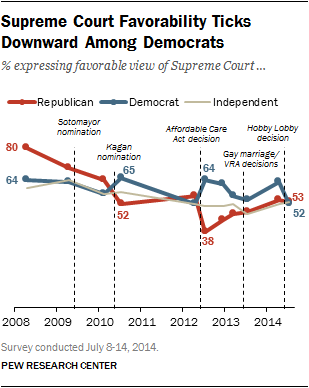 Supreme Court Favorability Ticks
Downward Among Democrats
% expressing favorable view of Supreme Court ...
Republican Democrat Independent
Sotomayor
nomination
Kagan
nomination
Affordable Care
Act decision
Gay marriage/
VRA decisions
Hobby Lobby
decision
80
64
65
52
64
38
53
52
2008 2009 2010 2011 2012 2013 2014
Survey conducted July 8-14, 2014.
PEW RESEARCH CENTER